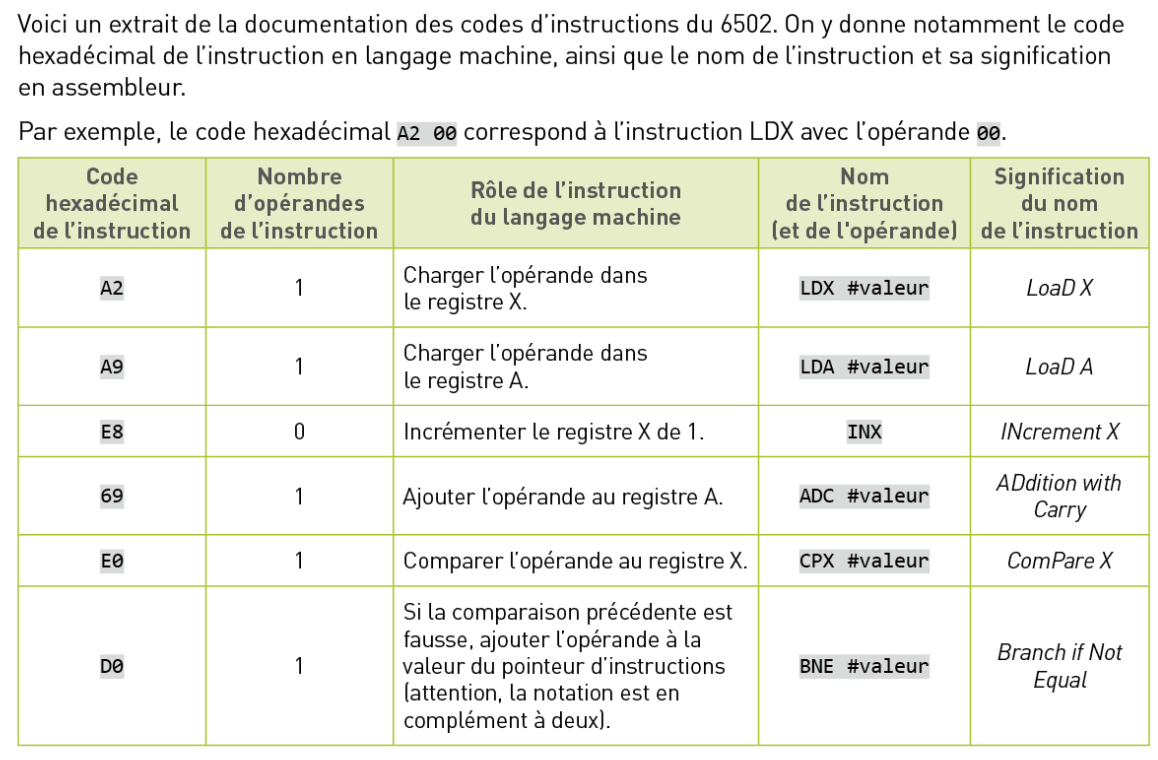 Voici un extrait de la documentation des codes d’instructions du 6502. On y donne notamment le code
hexadécimal de l’instruction en langage machine, ainsi que le nom de l’instruction et sa signification
en assembleur.
Par exemple, le code hexadécimal A2 00 correspond à l’instruction LDX avec l’opérande 00.
Code
hexadécimal
de l’instruction
Nombre
d’opérandes
de l’instruction
Rôle de l’instruction
du langage machine
Nom
de l’instruction
(et de l'opérande)
Signification
du nom
de l’instruction
A2
1
Charger l’opérande dans
le registre X.
LDX #valeur
LoaD X
A9
1
Charger l’opérande dans
le registre A.
LDA #valeur
LoaD A
E8
0
Incrémenter le registre X de 1.
INX
INcrement X
69
1
Ajouter l’opérande au registre A.
ADC #valeur
ADdition with
Carry
E0
1
Comparer l’opérande au registre X.
CPX #valeur
ComPare X
D0
1
Si la comparaison précédente est
fausse, ajouter l’opérande à la
valeur du pointeur d’instructions
(attention, la notation est en
complément à deux).
BNE #valeur
Branch if Not
Equal